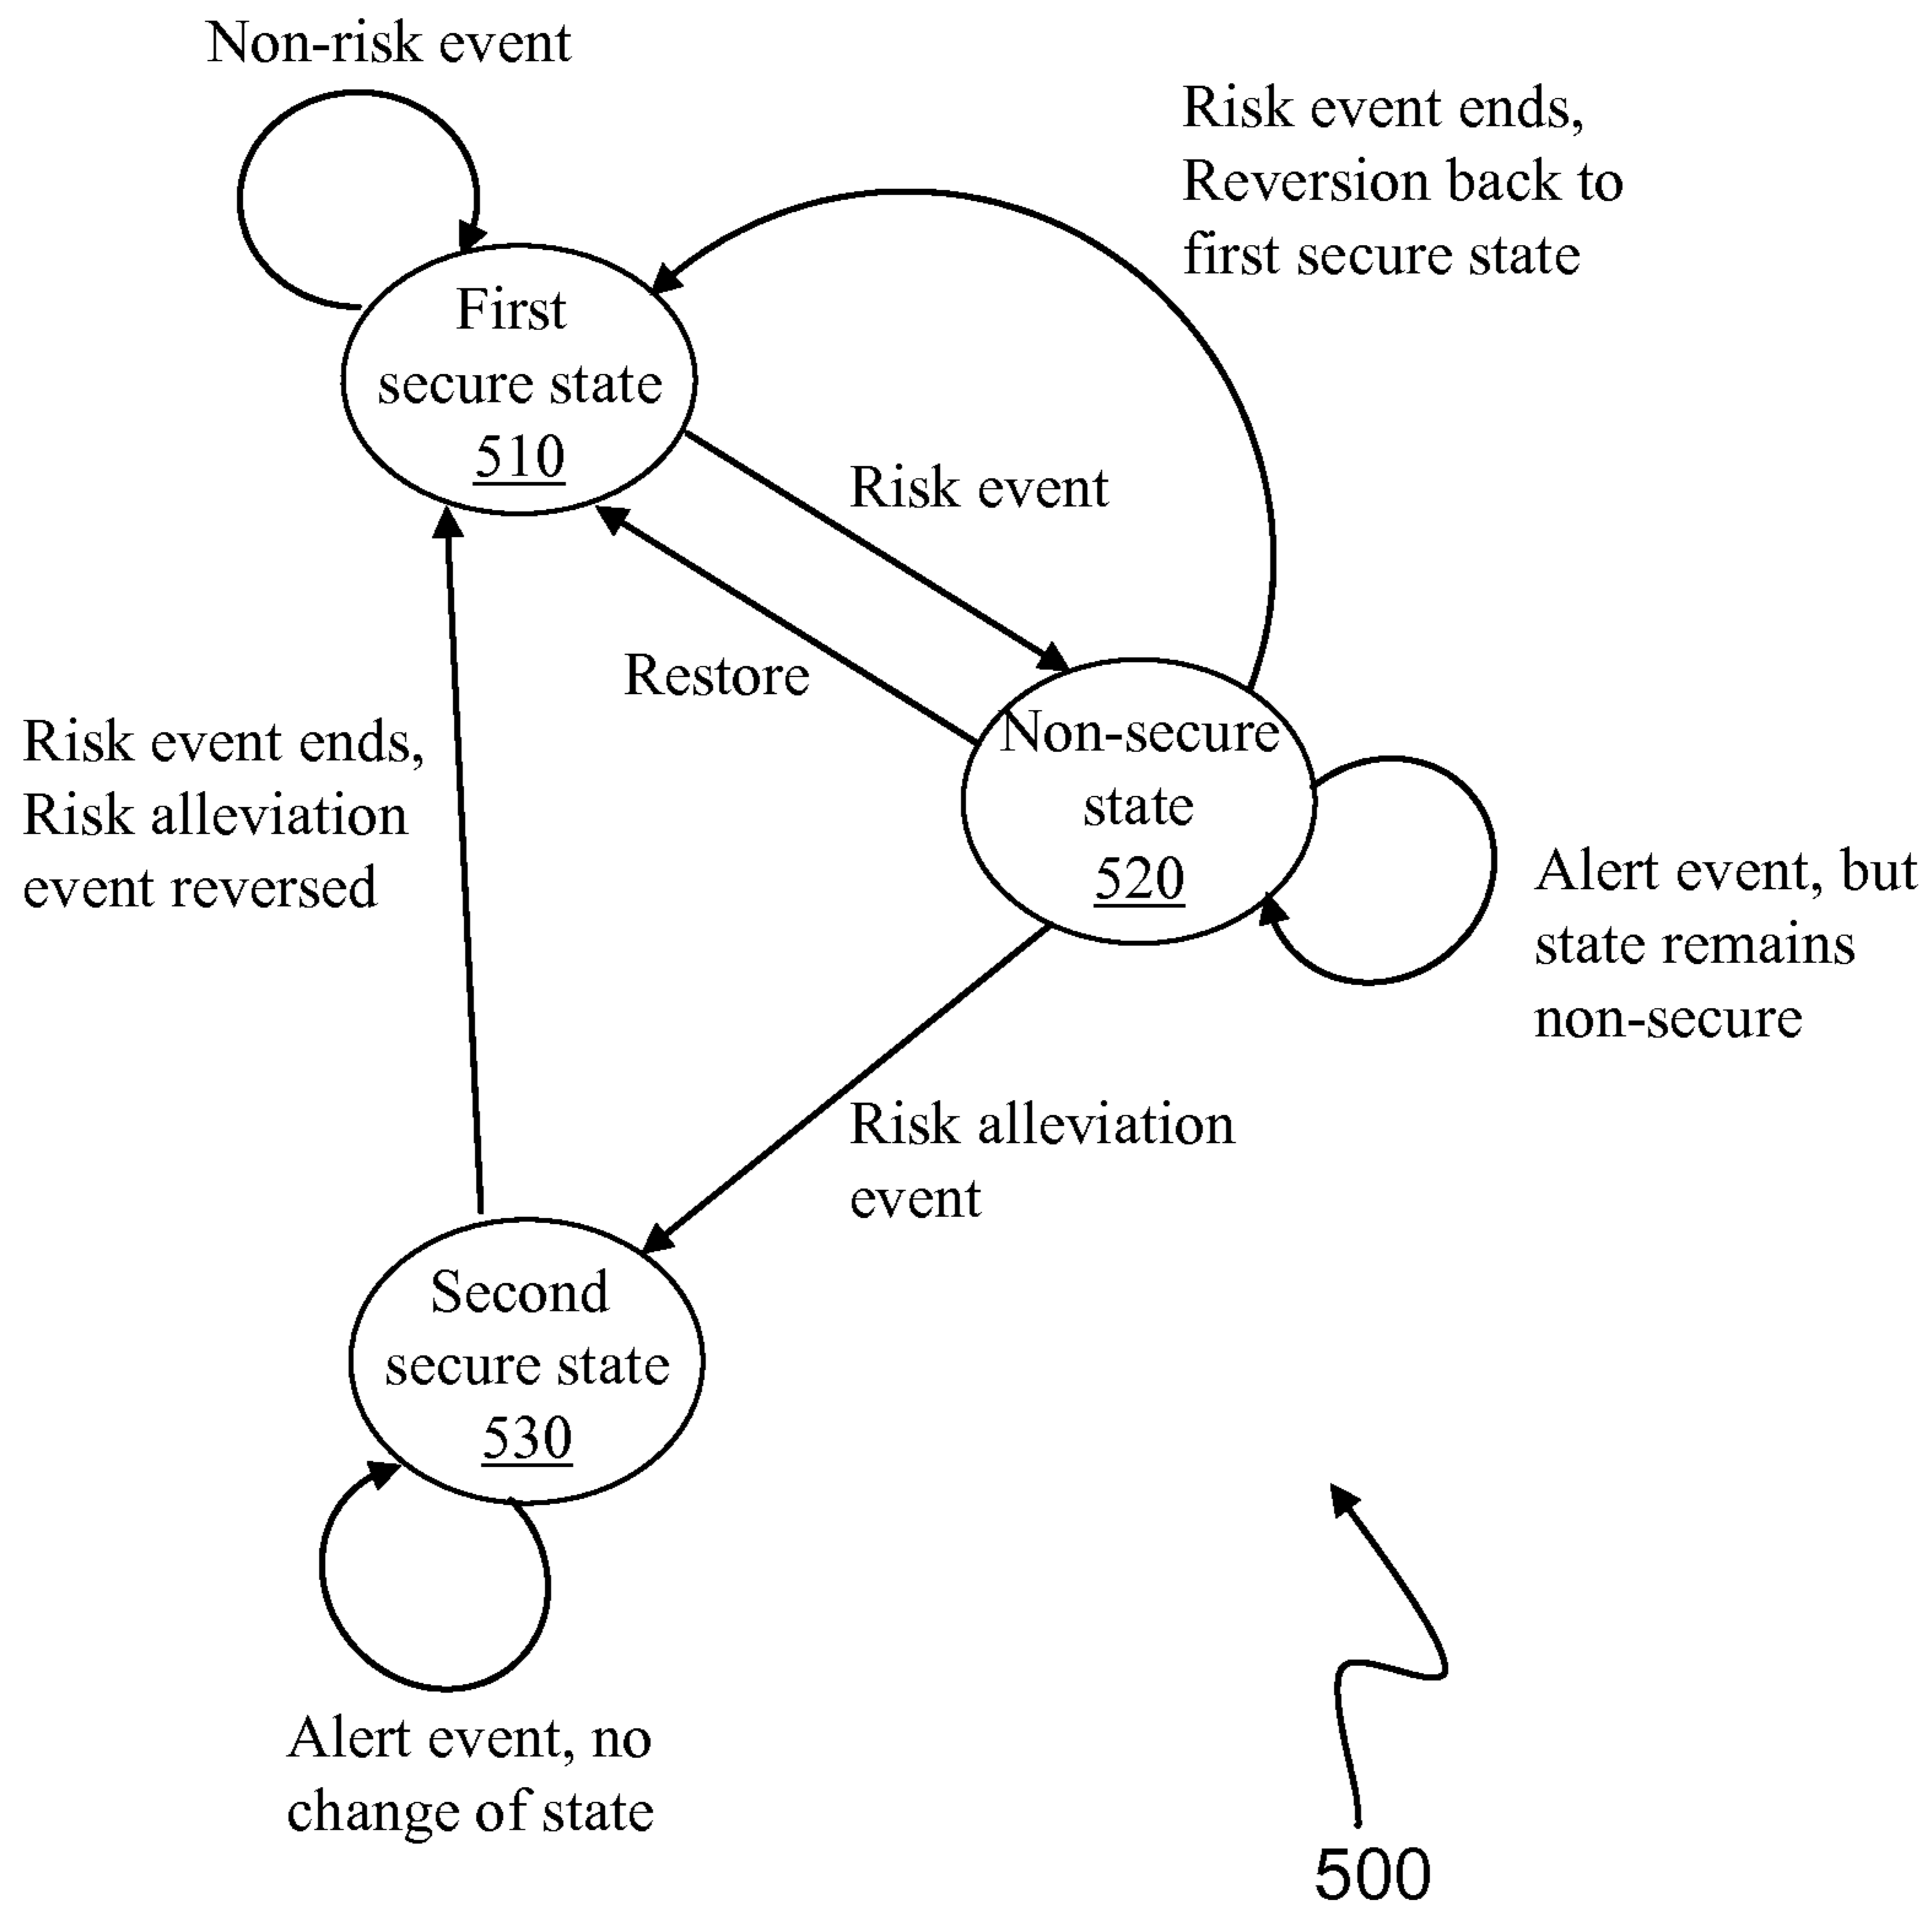 Non-risk event
Risk event ends,
Reversion back to
first secure state
First
secure state
510
Risk event
Restore
Non-secure
state
520
Risk event ends,
Risk alleviation
event reversed
Alert event, but
state remains
non-secure
Risk alleviation
event
Second
secure state
530
Alert event, no
change of state
500